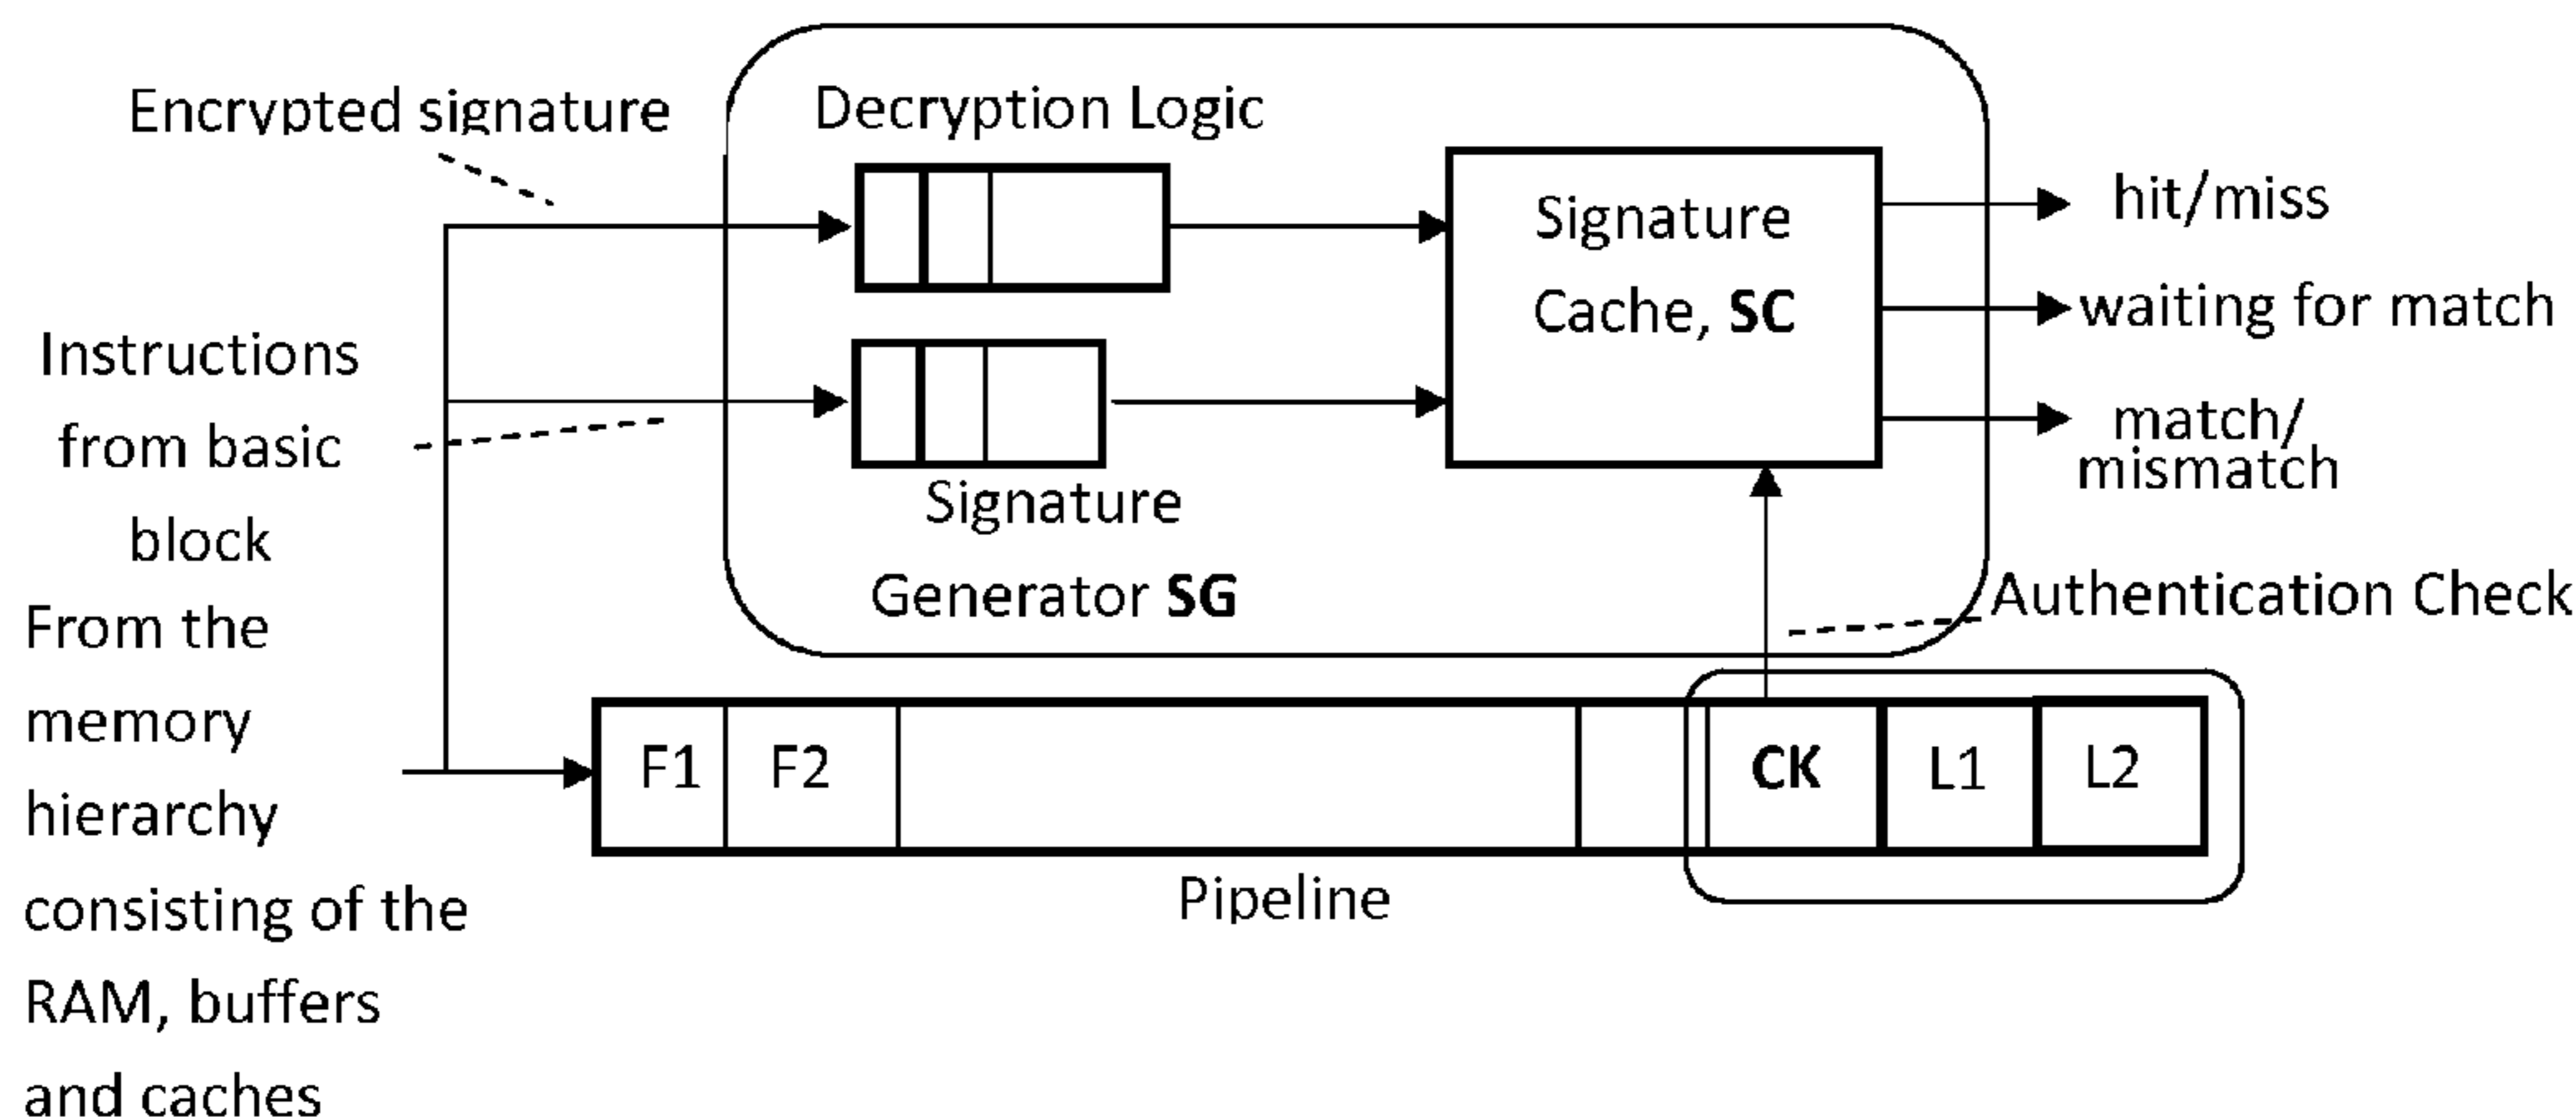 Encrypted signature
Decryption Logic
Signature
Cache, SC
hit/miss
waiting for match
match/
mismatch
Instructions
from basic
block
Signature
Generator SG
Authentication Check
From the
memory
hierarchy
consisting of the
RAM, buffers
and caches
F1
F2
CK
L1
L2
Pipeline